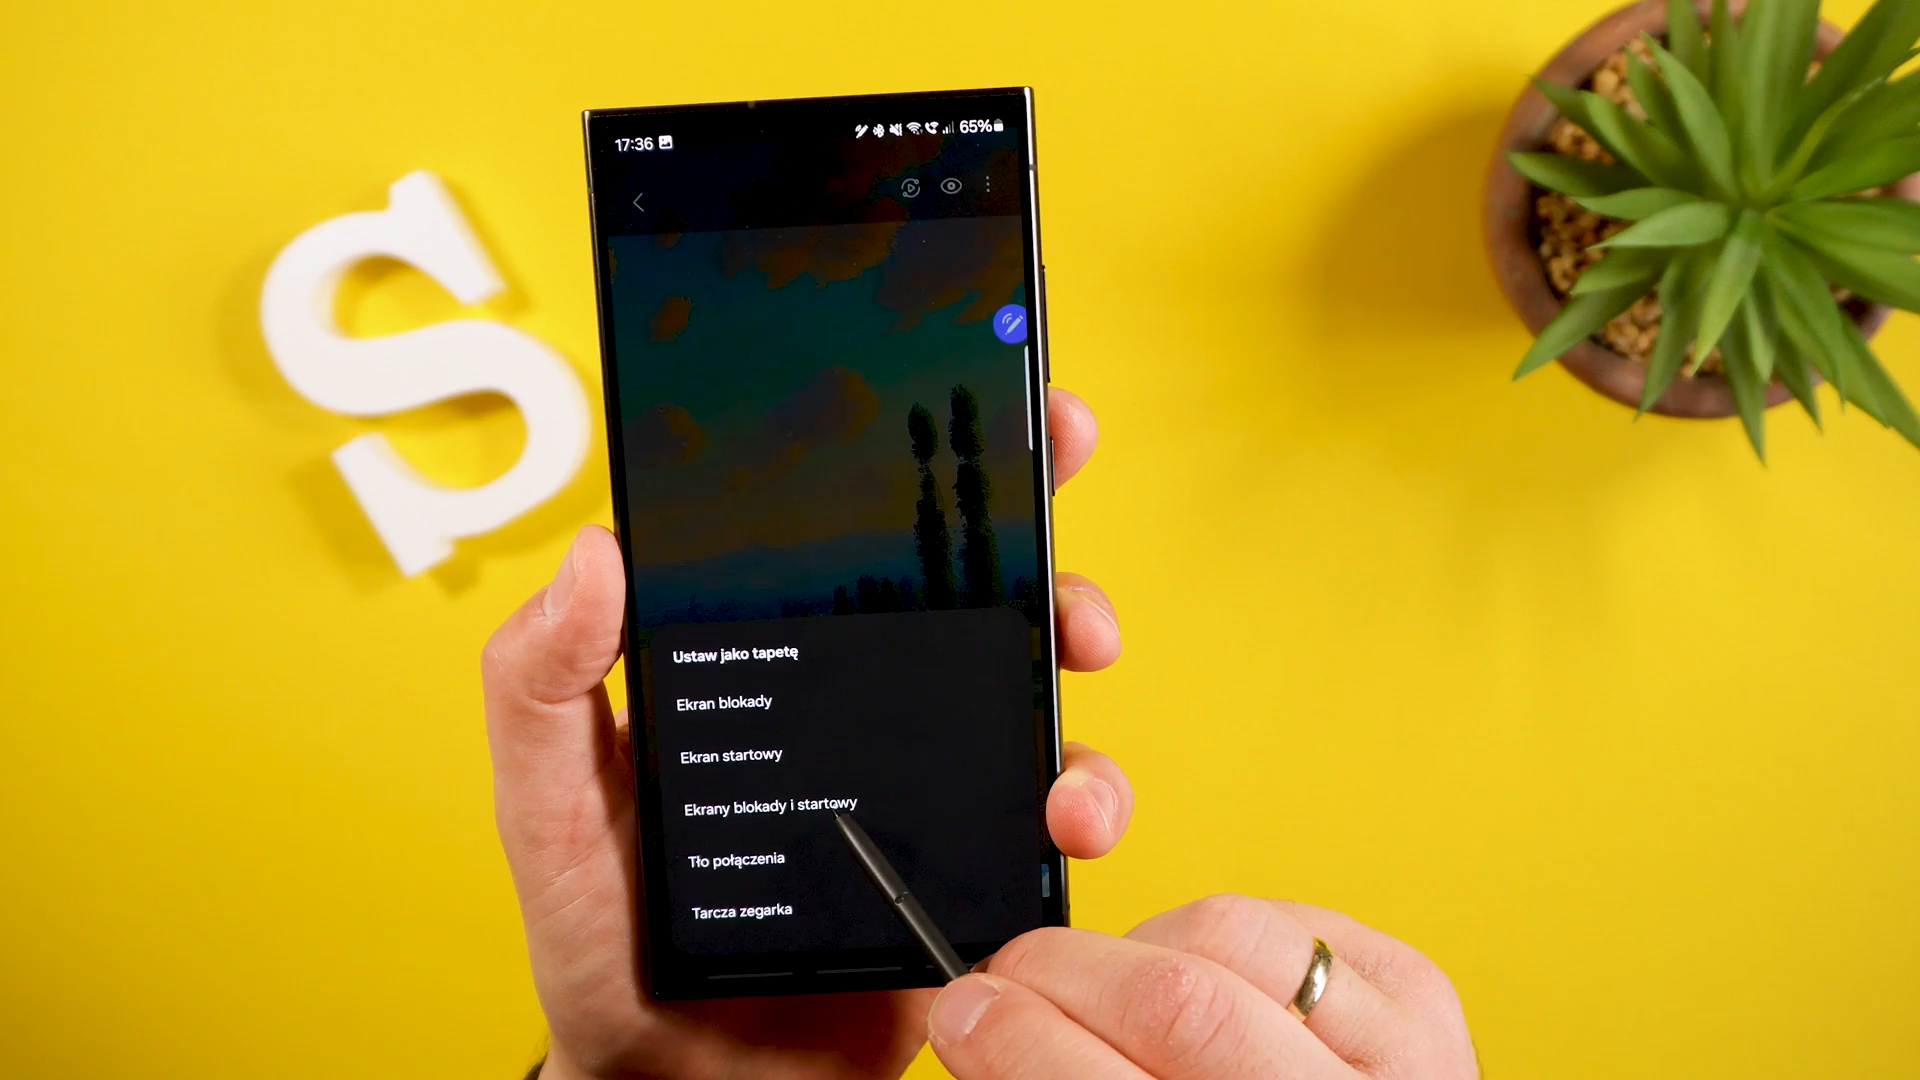 S
17:36
65%
Ustaw jako tapetę
Ekran blokady
Ekran startowy
Ekrany blokady i startowy
Tło połączenia
Tarcza zegarka